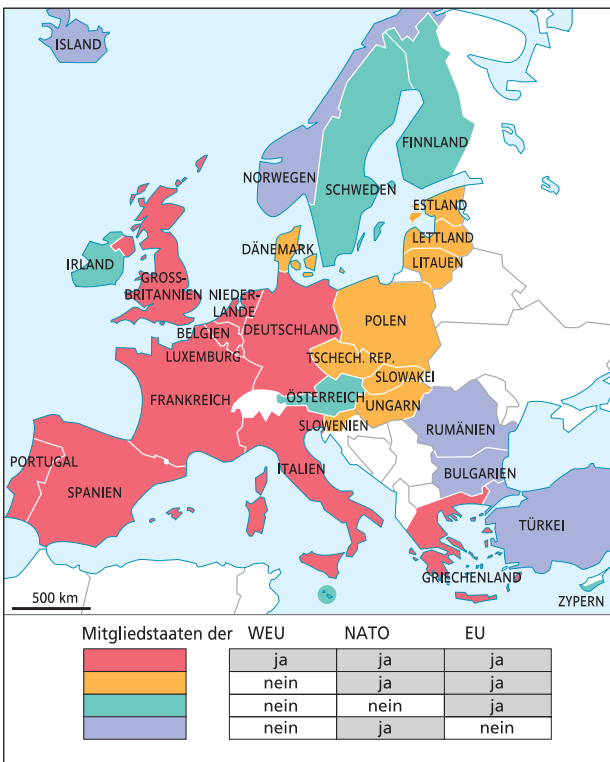 ISLAND
FINNLAND
NORWEGEN
SCHWEDEN
ESTLAND
LETTLAND
DÄNEMARK
LITAUEN
IRLAND
GROSS-
BRITANNIEN
NIEDER-
LANDE
DEUTSCHLAND
POLEN
BELGIEN
LUXEMBURG
TSCHECH. REP.
SLOWAKEI
FRANKREICH
ÖSTERREICH
UNGARN
SLOWENIEN
RUMÄNIEN
PORTUGAL
SPANIEN
ITALIEN
BULGARIEN
TÜRKEI
GRIECHENLAND
ZYPERN
500 km
Mitgliedstaaten der WEU NATO EU
ja ja ja
nein ja ja
nein nein ja
nein ja nein